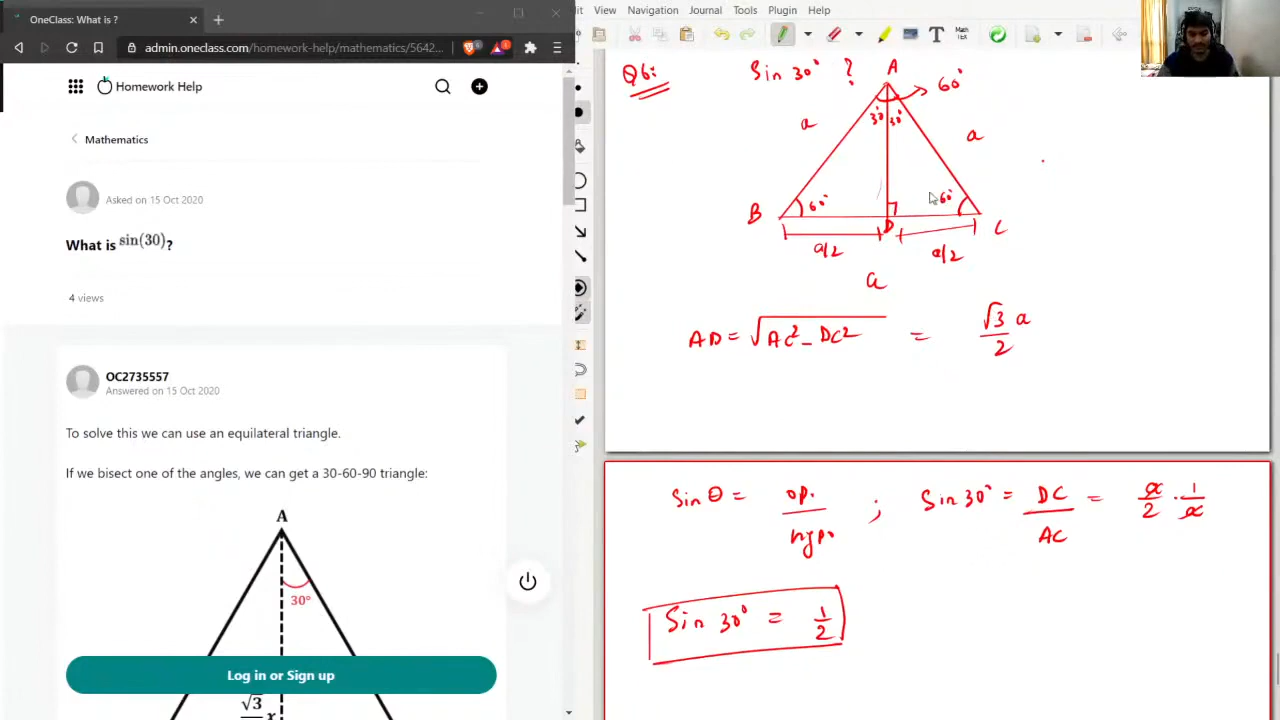 OneClass: What is ?
admin.oneclass.com/homework-help/mathematics/5642...
Homework Help
Mathematics
Asked on 15 Oct 2020
What is sin(30)?
4 views
OC2735557
Answered on 15 Oct 2020
To solve this we can use an equilateral triangle.
If we bisect one of the angles, we can get a 30-60-90 triangle:
A
30°
Log in or Sign up
√3
x
View Navigation Journal Tools Plugin Help
T MATH TEX
Q6:
Sin 30° ?
A
60°
30° 30°
a
a
60°
60°
B
D
C
a/2
a/2
a
AD = √AC² - DC² = √3/2 a
Sin θ = op. / hyp. ; Sin 30° = DC / AC = a/2 · 1/a
Sin 30° = 1/2